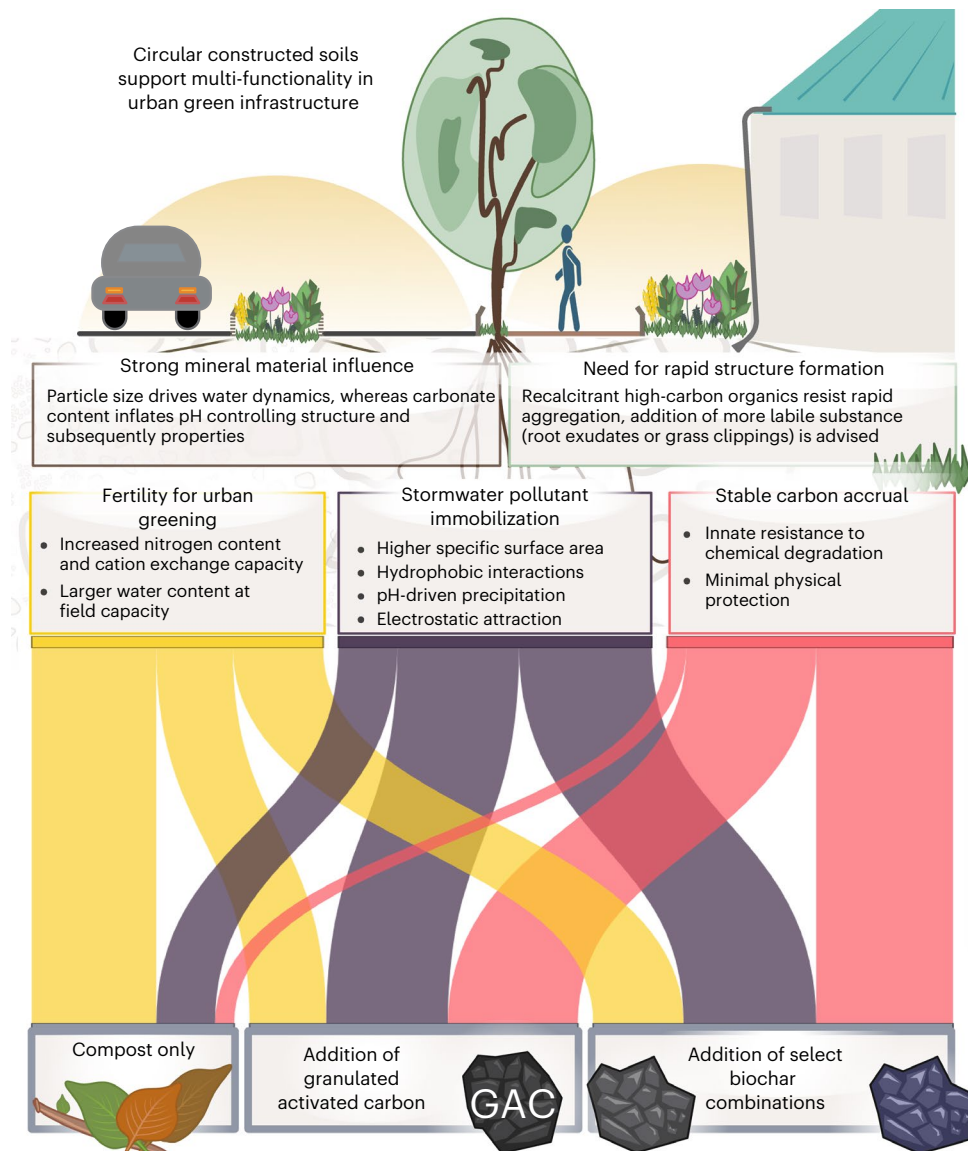 Circular constructed soils
support multi-functionality in
urban green infrastructure
Strong mineral material influence
Particle size drives water dynamics, whereas carbonate
content inflates pH controlling structure and
subsequently properties
Need for rapid structure formation
Recalcitrant high-carbon organics resist rapid
aggregation, addition of more labile substance
(root exudates or grass clippings) is advised
Fertility for urban
greening
• Increased nitrogen content
and cation exchange capacity
• Larger water content at
field capacity
Stormwater pollutant
immobilization
• Higher specific surface area
• Hydrophobic interactions
• pH-driven precipitation
• Electrostatic attraction
Stable carbon accrual
• Innate resistance to
chemical degradation
• Minimal physical
protection
Compost only
Addition of
granulated
activated carbon
GAC
Addition of select
biochar
combinations